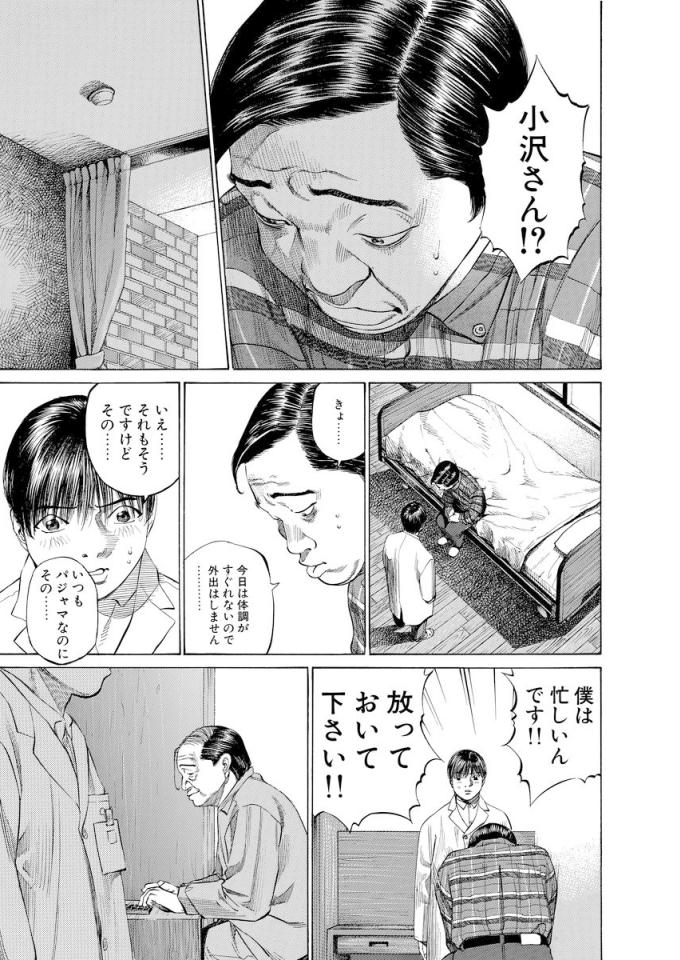 小沢さん!?
きょ……
今日は体調が
すぐれないので
外出はしません
いえ……
それもそう
ですけど
その……
いつも
パジャマなのに
その……
僕は
忙しいん
です!!
放って
おいて
下さい!!